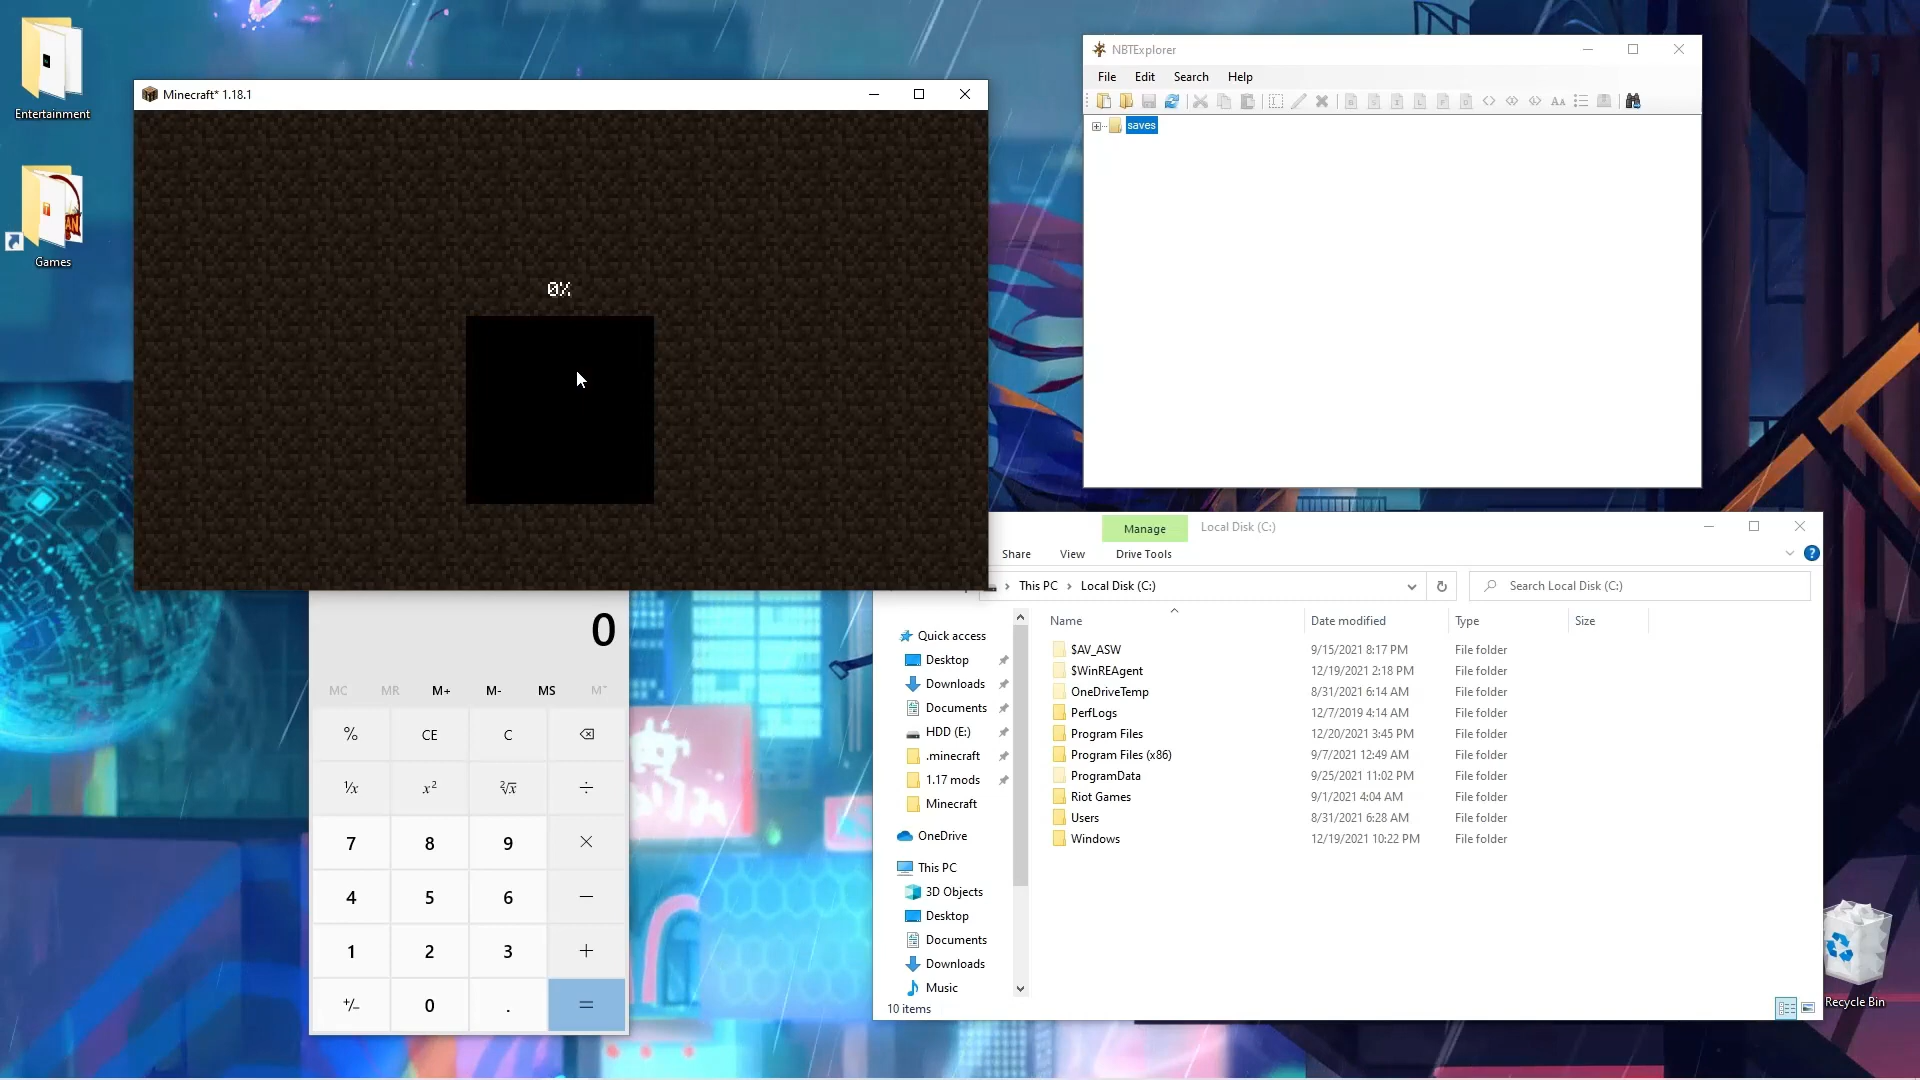 Entertainment
Games
Minecraft* 1.18.1
0%
NBTExplorer
File Edit Search Help
saves
0
MC MR M+ M- MS
% CE C
¹/x x² ²√x ÷
7 8 9 ×
4 5 6 −
1 2 3 +
+/− 0 . =
Manage Local Disk (C:)
Share View Drive Tools
This PC Local Disk (C:) Search Local Disk (C:)
Quick access
Desktop
Downloads
Documents
HDD (E:)
.minecraft
1.17 mods
Minecraft
OneDrive
This PC
3D Objects
Desktop
Documents
Downloads
Music
Name Date modified Type Size
$AV_ASW 9/15/2021 8:17 PM File folder
$WinREAgent 12/19/2021 2:18 PM File folder
OneDriveTemp 8/31/2021 6:14 AM File folder
PerfLogs 12/7/2019 4:14 AM File folder
Program Files 12/20/2021 3:45 PM File folder
Program Files (x86) 9/7/2021 12:49 AM File folder
ProgramData 9/25/2021 11:02 PM File folder
Riot Games 9/1/2021 4:04 AM File folder
Users 8/31/2021 6:28 AM File folder
Windows 12/19/2021 10:22 PM File folder
10 items
Recycle Bin